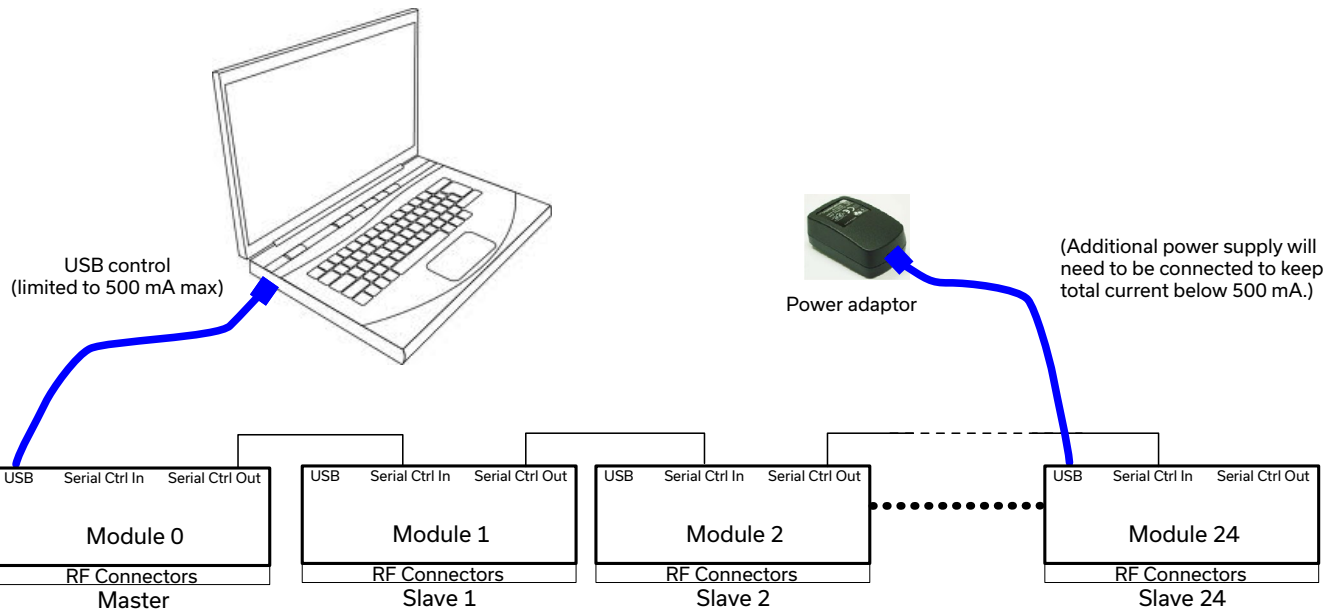 USB control
(limited to 500 mA max)
Power adaptor
(Additional power supply will
need to be connected to keep
total current below 500 mA.)
USB Serial Ctrl In Serial Ctrl Out
Module 0
RF Connectors
Master
USB Serial Ctrl In Serial Ctrl Out
Module 1
RF Connectors
Slave 1
USB Serial Ctrl In Serial Ctrl Out
Module 2
RF Connectors
Slave 2
USB Serial Ctrl In Serial Ctrl Out
Module 24
RF Connectors
Slave 24